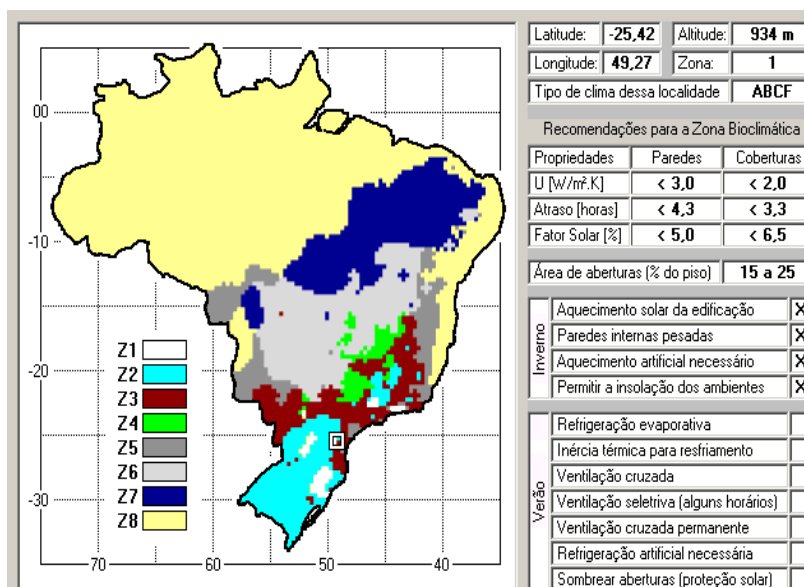 00
-10
-20
-30
70
60
50
40
Z1
Z2
Z3
Z4
Z5
Z6
Z7
Z8
Latitude: -25,42 Altitude: 934 m
Longitude: 49,27 Zona: 1
Tipo de clima dessa localidade ABCF
Recomendações para a Zona Bioclimática
Propriedades Paredes Coberturas
U [W/m².K] < 3,0 < 2,0
Atraso [horas] < 4,3 < 3,3
Fator Solar [%] < 5,0 < 6,5
Área de aberturas (% do piso) 15 a 25
Inverno
Aquecimento solar da edificação X
Paredes internas pesadas X
Aquecimento artificial necessário X
Permitir a insolação dos ambientes X
Verão
Refrigeração evaporativa
Inércia térmica para resfriamento
Ventilação cruzada
Ventilação seletriva (alguns horários)
Ventilação cruzada permanente
Refrigeração artificial necessária
Sombrear aberturas (proteção solar)